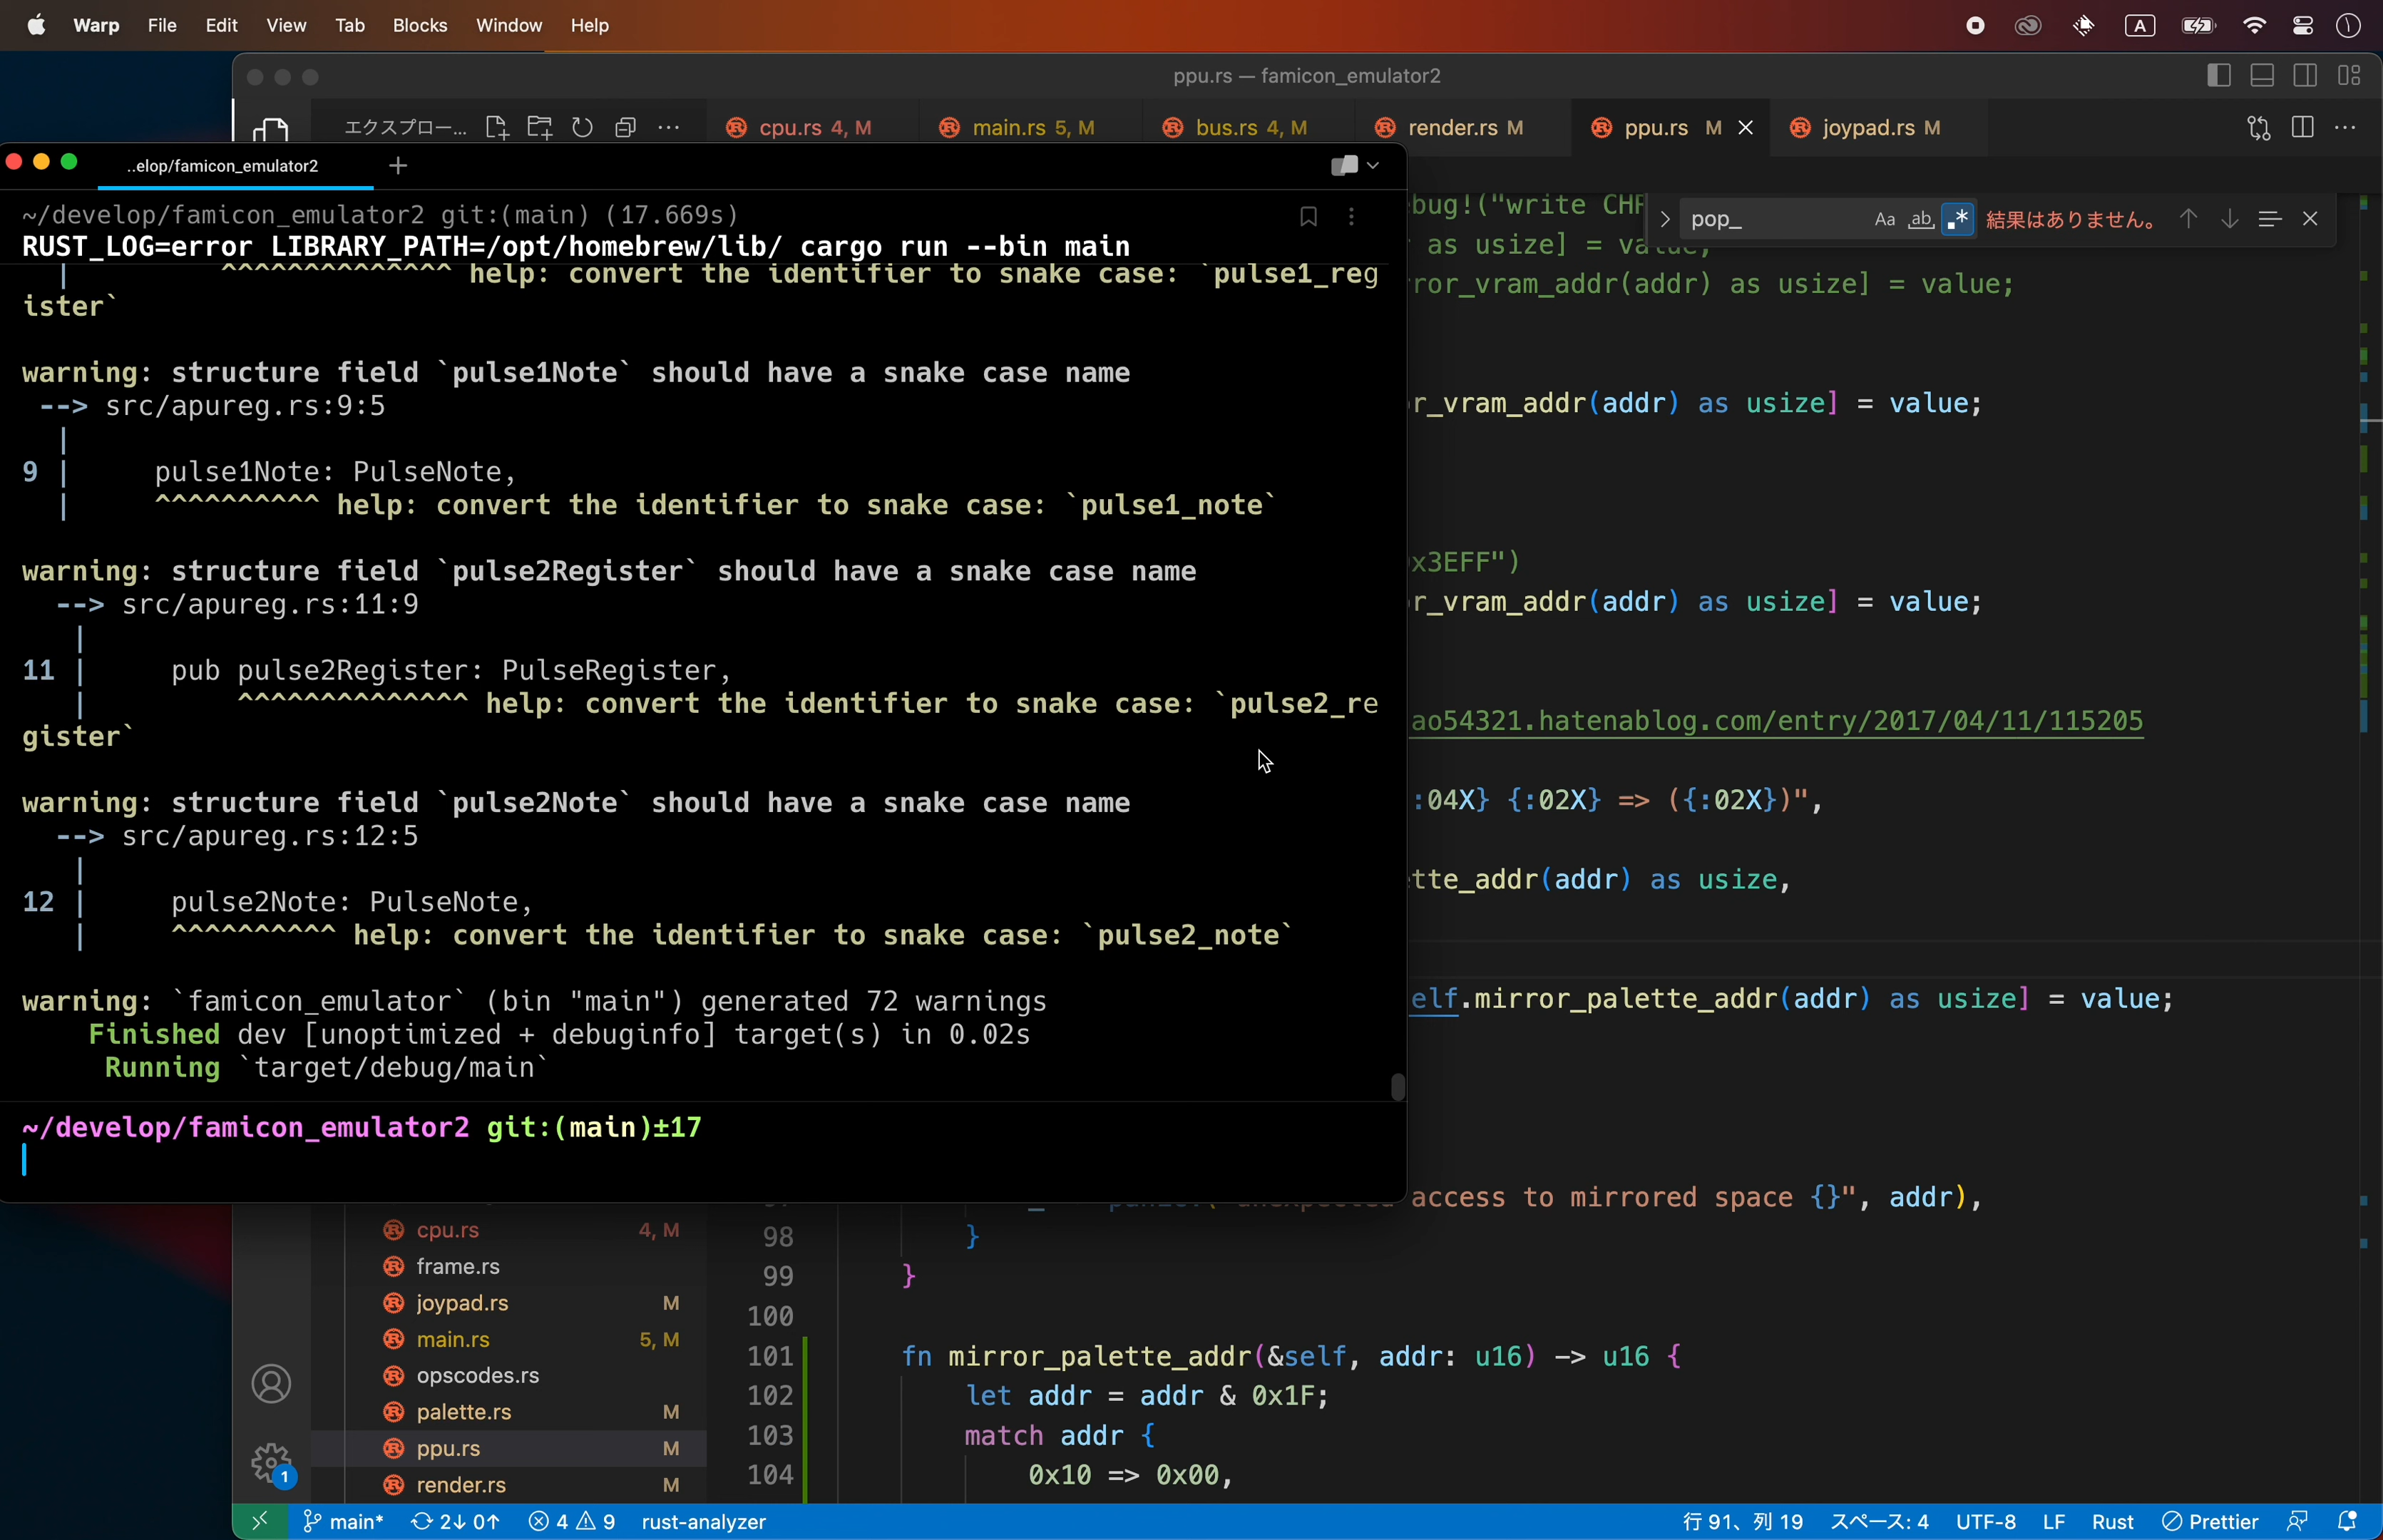 Warp File Edit View Tab Blocks Window Help
A
ppu.rs — famicon_emulator2
エクスプロー...
cpu.rs 4, M
main.rs 5, M
bus.rs 4, M
render.rs M
ppu.rs M
joypad.rs M
..elop/famicon_emulator2
~/develop/famicon_emulator2 git:(main) (17.669s)
RUST_LOG=error LIBRARY_PATH=/opt/homebrew/lib/ cargo run --bin main
^^^^^^^^^^^^^^ help: convert the identifier to snake case: `pulse1_reg
ister`
warning: structure field `pulse1Note` should have a snake case name
--> src/apureg.rs:9:5
|
9 | pulse1Note: PulseNote,
| ^^^^^^^^^^ help: convert the identifier to snake case: `pulse1_note`
warning: structure field `pulse2Register` should have a snake case name
--> src/apureg.rs:11:9
|
11 | pub pulse2Register: PulseRegister,
| ^^^^^^^^^^^^^^ help: convert the identifier to snake case: `pulse2_re
gister`
warning: structure field `pulse2Note` should have a snake case name
--> src/apureg.rs:12:5
|
12 | pulse2Note: PulseNote,
| ^^^^^^^^^^ help: convert the identifier to snake case: `pulse2_note`
warning: `famicon_emulator` (bin "main") generated 72 warnings
Finished dev [unoptimized + debuginfo] target(s) in 0.02s
Running `target/debug/main`
~/develop/famicon_emulator2 git:(main)±17
bug!("write CHR
pop_
Aa ab .* 結果はありません。
as usize] = value;
ror_vram_addr(addr) as usize] = value;
r_vram_addr(addr) as usize] = value;
x3EFF")
r_vram_addr(addr) as usize] = value;
ao54321.hatenablog.com/entry/2017/04/11/115205
:04X} {:02X} => ({:02X})",
tte_addr(addr) as usize,
elf.mirror_palette_addr(addr) as usize] = value;
access to mirrored space {}", addr),
98 }
99 }
100
101 fn mirror_palette_addr(&self, addr: u16) -> u16 {
102 let addr = addr & 0x1F;
103 match addr {
104 0x10 => 0x00,
cpu.rs 4, M
frame.rs
joypad.rs M
main.rs 5, M
opscodes.rs
palette.rs M
ppu.rs M
render.rs M
1
main* 2↓ 0↑ 4 9 rust-analyzer
行 91、列 19 スペース: 4 UTF-8 LF Rust Prettier